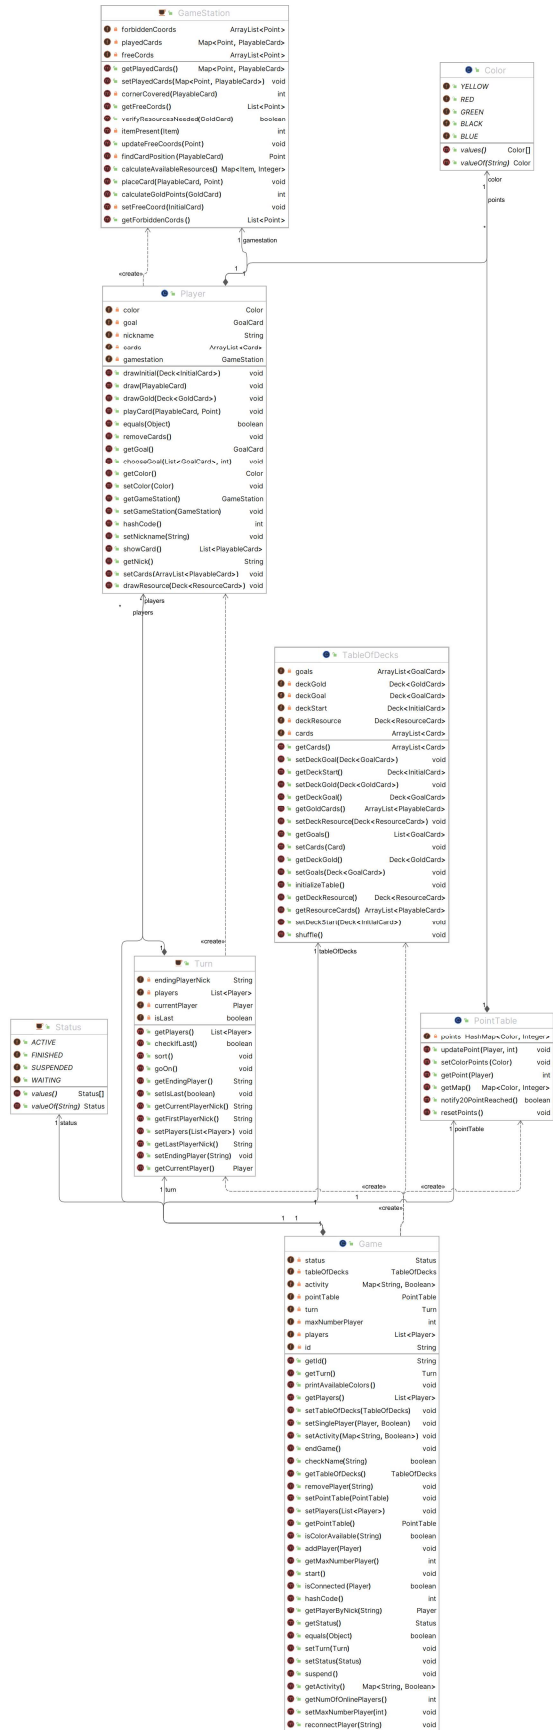 GameStation
forbiddenCoords ArrayList<Point>
playedCards Map<Point, PlayableCard>
freeCords ArrayList<Point>
getPlayedCards() Map<Point, PlayableCard>
setPlayedCards(Map<Point, PlayableCard>) void
cornerCovered(PlayableCard) int
getFreeCords() List<Point>
verifyResourcesNeeded(GoldCard) boolean
itemPresent(Item) int
updateFreeCoords(Point) void
findCardPosition(PlayableCard) Point
calculateAvailableResources() Map<Item, Integer>
placeCard(PlayableCard, Point) void
calculateGoldPoints(GoldCard) int
setFreeCoord(InitialCard) void
getForbiddenCords() List<Point>
Color
YELLOW
RED
GREEN
BLACK
BLUE
values() Color[]
valueOf(String) Color
color
1
points
*
1 gamestation
«create»
1
1
Player
color Color
goal GoalCard
nickname String
cards ArrayList<Card>
gamestation GameStation
drawInitial(Deck<InitialCard>) void
draw(PlayableCard) void
drawGold(Deck<GoldCard>) void
playCard(PlayableCard, Point) void
equals(Object) boolean
removeCards() void
getGoal() GoalCard
chooseGoal(List<GoalCard>, int) void
getColor() Color
setColor(Color) void
getGameStation() GameStation
setGameStation(GameStation) void
hashCode() int
setNickname(String) void
showCard() List<PlayableCard>
getNick() String
setCards(ArrayList<PlayableCard>) void
drawResource(Deck<ResourceCard>) void
* players
*
players
TableOfDecks
goals ArrayList<GoalCard>
deckGold Deck<GoldCard>
deckGoal Deck<GoalCard>
deckStart Deck<InitialCard>
deckResource Deck<ResourceCard>
cards ArrayList<Card>
getCards() ArrayList<Card>
setDeckGoal(Deck<GoalCard>) void
getDeckStart() Deck<InitialCard>
setDeckGold(Deck<GoldCard>) void
getDeckGoal() Deck<GoalCard>
getGoldCards() ArrayList<PlayableCard>
setDeckResource(Deck<ResourceCard>) void
getGoals() List<GoalCard>
setCards(Card) void
getDeckGold() Deck<GoldCard>
setGoals(Deck<GoalCard>) void
initializeTable() void
getDeckResource() Deck<ResourceCard>
getResourceCards() ArrayList<PlayableCard>
setDeckStart(Deck<InitialCard>) void
shuffle() void
«create»
1
1 tableOfDecks
Turn
endingPlayerNick String
players List<Player>
currentPlayer Player
isLast boolean
getPlayers() List<Player>
checkIfLast() boolean
sort() void
goOn() void
getEndingPlayer() String
setIsLast(boolean) void
getCurrentPlayerNick() String
getFirstPlayerNick() String
setPlayers(List<Player>) void
getLastPlayerNick() String
setEndingPlayer(String) void
getCurrentPlayer() Player
Status
ACTIVE
FINISHED
SUSPENDED
WAITING
values() Status[]
valueOf(String) Status
1 status
1
PointTable
points HashMap<Color, Integer>
updatePoint(Player, int) void
setColorPoints(Color) void
getPoint(Player) int
getMap() Map<Color, Integer>
notify20PointReached() boolean
resetPoints() void
1 pointTable
1 turn
«create»
«create»
1
1
«create»
1
1
Game
status Status
tableOfDecks TableOfDecks
activity Map<String, Boolean>
pointTable PointTable
turn Turn
maxNumberPlayer int
players List<Player>
id String
getId() String
getTurn() Turn
printAvailableColors() void
getPlayers() List<Player>
setTableOfDecks(TableOfDecks) void
setSinglePlayer(Player, Boolean) void
setActivity(Map<String, Boolean>) void
endGame() void
checkName(String) boolean
getTableOfDecks() TableOfDecks
removePlayer(String) void
setPointTable(PointTable) void
setPlayers(List<Player>) void
getPointTable() PointTable
isColorAvailable(String) boolean
addPlayer(Player) void
getMaxNumberPlayer() int
start() void
isConnected(Player) boolean
hashCode() int
getPlayerByNick(String) Player
getStatus() Status
equals(Object) boolean
setTurn(Turn) void
setStatus(Status) void
suspend() void
getActivity() Map<String, Boolean>
getNumOfOnlinePlayers() int
setMaxNumberPlayer(int) void
reconnectPlayer(String) void